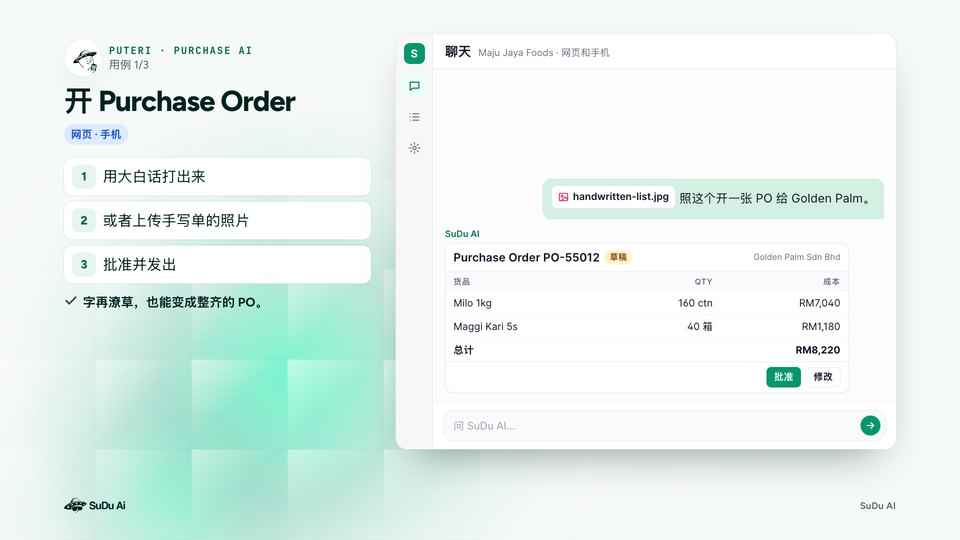 PUTERI · PURCHASE AI
用例 1/3
开 Purchase Order
网页 · 手机
1 用大白话打出来
2 或者上传手写单的照片
3 批准并发出
字再潦草，也能变成整齐的 PO。
SuDu Ai
S
聊天 Maju Jaya Foods · 网页和手机
handwritten-list.jpg 照这个开一张 PO 给 Golden Palm。
SuDu AI
Purchase Order PO-55012 草稿 Golden Palm Sdn Bhd
货品 QTY 成本
Milo 1kg 160 ctn RM7,040
Maggi Kari 5s 40 箱 RM1,180
总计 RM8,220
批准 修改
问 SuDu AI...
SuDu AI